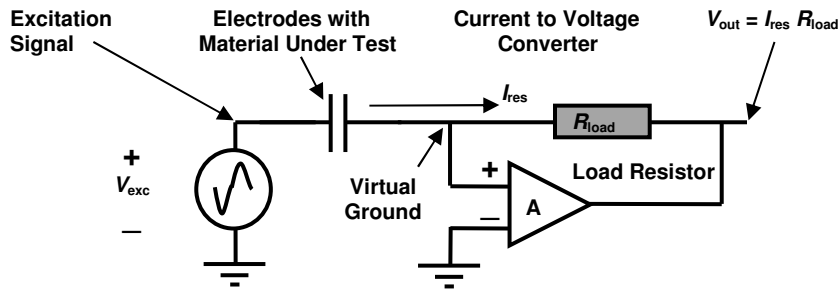 Excitation
Signal
Electrodes with
Material Under Test
Current to Voltage
Converter
Vout = Ires Rload
Ires
Rload
+
Vexc
_
Virtual
Ground
+
_
A
Load Resistor